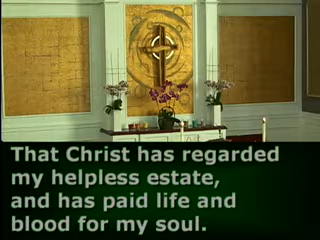 That Christ has regarded
my helpless estate,
and has paid life and
blood for my soul.